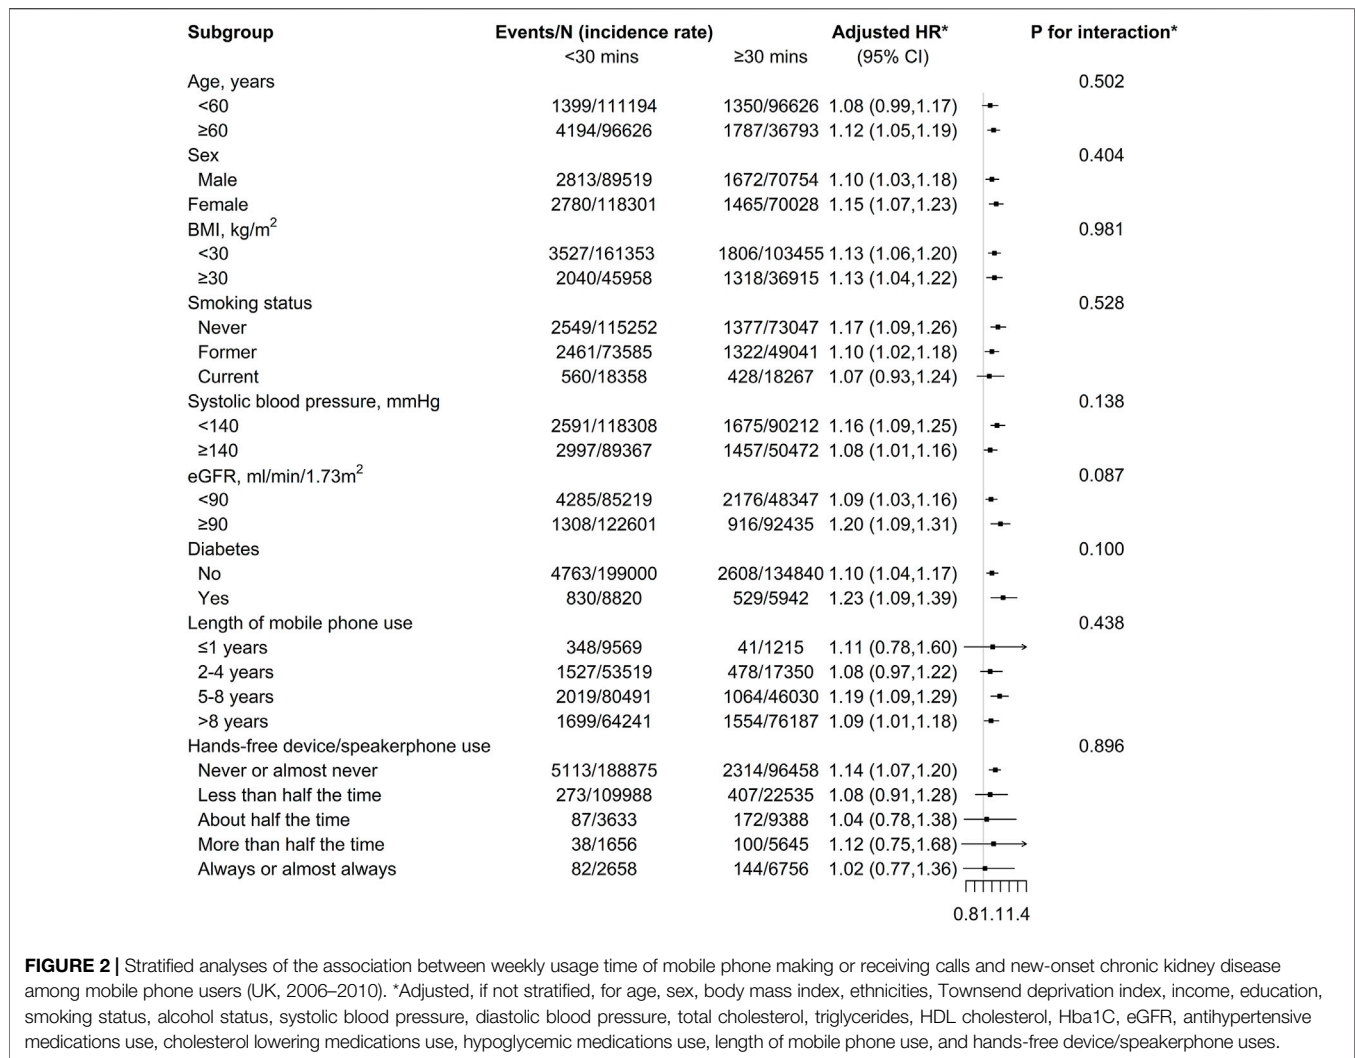 Subgroup Events/N (incidence rate) Adjusted HR* P for interaction*
<30 mins ≥30 mins (95% CI)
Age, years 0.502
<60 1399/111194 1350/96626 1.08 (0.99,1.17)
≥60 4194/96626 1787/36793 1.12 (1.05,1.19)
Sex 0.404
Male 2813/89519 1672/70754 1.10 (1.03,1.18)
Female 2780/118301 1465/70028 1.15 (1.07,1.23)
BMI, kg/m² 0.981
<30 3527/161353 1806/103455 1.13 (1.06,1.20)
≥30 2040/45958 1318/36915 1.13 (1.04,1.22)
Smoking status 0.528
Never 2549/115252 1377/73047 1.17 (1.09,1.26)
Former 2461/73585 1322/49041 1.10 (1.02,1.18)
Current 560/18358 428/18267 1.07 (0.93,1.24)
Systolic blood pressure, mmHg 0.138
<140 2591/118308 1675/90212 1.16 (1.09,1.25)
≥140 2997/89367 1457/50472 1.08 (1.01,1.16)
eGFR, ml/min/1.73m² 0.087
<90 4285/85219 2176/48347 1.09 (1.03,1.16)
≥90 1308/122601 916/92435 1.20 (1.09,1.31)
Diabetes 0.100
No 4763/199000 2608/134840 1.10 (1.04,1.17)
Yes 830/8820 529/5942 1.23 (1.09,1.39)
Length of mobile phone use 0.438
≤1 years 348/9569 41/1215 1.11 (0.78,1.60)
2-4 years 1527/53519 478/17350 1.08 (0.97,1.22)
5-8 years 2019/80491 1064/46030 1.19 (1.09,1.29)
>8 years 1699/64241 1554/76187 1.09 (1.01,1.18)
Hands-free device/speakerphone use 0.896
Never or almost never 5113/188875 2314/96458 1.14 (1.07,1.20)
Less than half the time 273/109988 407/22535 1.08 (0.91,1.28)
About half the time 87/3633 172/9388 1.04 (0.78,1.38)
More than half the time 38/1656 100/5645 1.12 (0.75,1.68)
Always or almost always 82/2658 144/6756 1.02 (0.77,1.36)
0.81.11.4
FIGURE 2 | Stratified analyses of the association between weekly usage time of mobile phone making or receiving calls and new-onset chronic kidney disease
among mobile phone users (UK, 2006–2010). *Adjusted, if not stratified, for age, sex, body mass index, ethnicities, Townsend deprivation index, income, education,
smoking status, alcohol status, systolic blood pressure, diastolic blood pressure, total cholesterol, triglycerides, HDL cholesterol, Hba1C, eGFR, antihypertensive
medications use, cholesterol lowering medications use, hypoglycemic medications use, length of mobile phone use, and hands-free device/speakerphone uses.